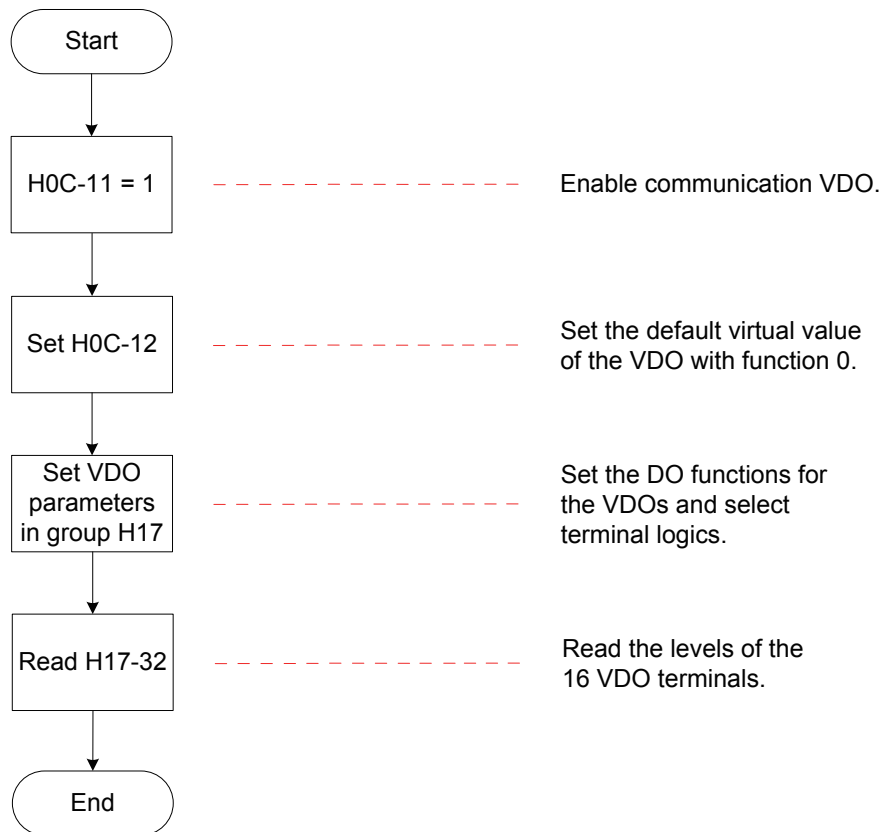 Start
H0C-11 = 1
Enable communication VDO.
Set H0C-12
Set the default virtual value
of the VDO with function 0.
Set VDO
parameters
in group H17
Set the DO functions for
the VDOs and select
terminal logics.
Read H17-32
Read the levels of the
16 VDO terminals.
End